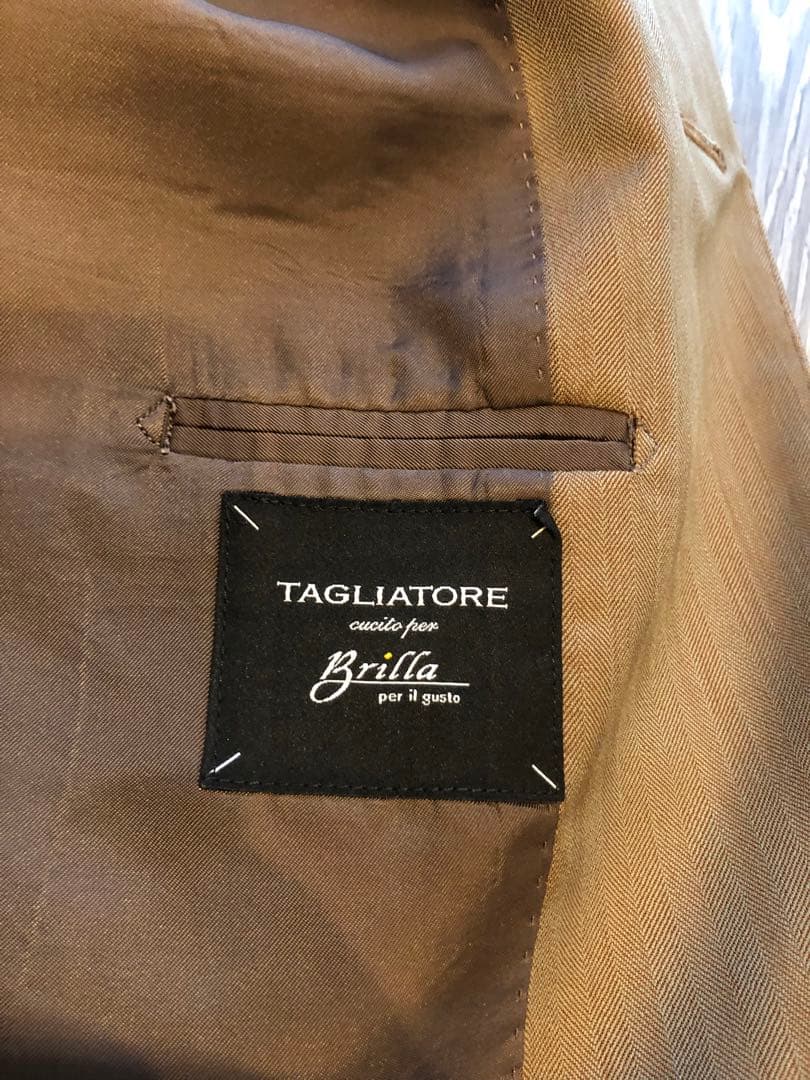 TAGLIATORE
cucito per
Brilla
per il gusto